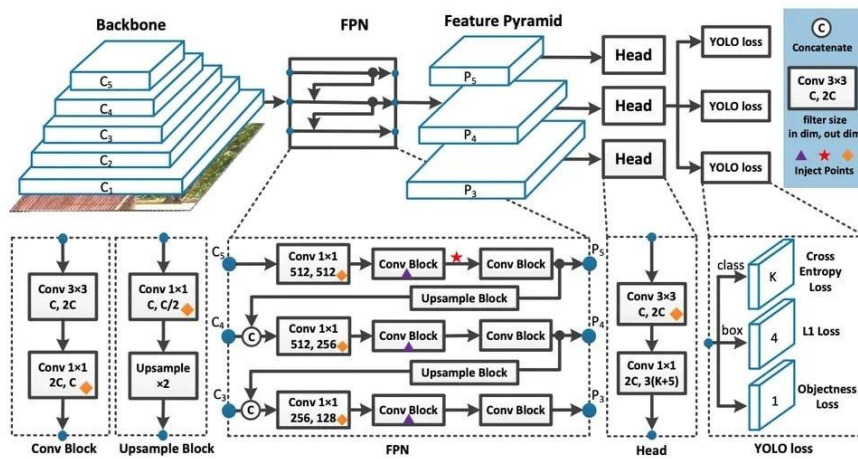 Backbone
FPN
Feature Pyramid
C5
C4
C3
C2
C1
P5
P4
P3
Head
Head
Head
YOLO loss
YOLO loss
YOLO loss
C
Concatenate
Conv 3×3
C, 2C
filter size
in dim, out dim
Inject Points
Conv 3×3
C, 2C
Conv 1×1
2C, C
Conv Block
Conv 1×1
C, C/2
Upsample
×2
Upsample Block
C5
Conv 1×1
512, 512
Conv Block
Conv Block
P5
Upsample Block
C4
C
Conv 1×1
512, 256
Conv Block
Conv Block
P4
Upsample Block
C3
C
Conv 1×1
256, 128
Conv Block
Conv Block
P3
FPN
Conv 3×3
C, 2C
Conv 1×1
2C, 3(K+5)
Head
class
K
Cross
Entropy
Loss
box
4
L1 Loss
1
Objectness
Loss
YOLO loss